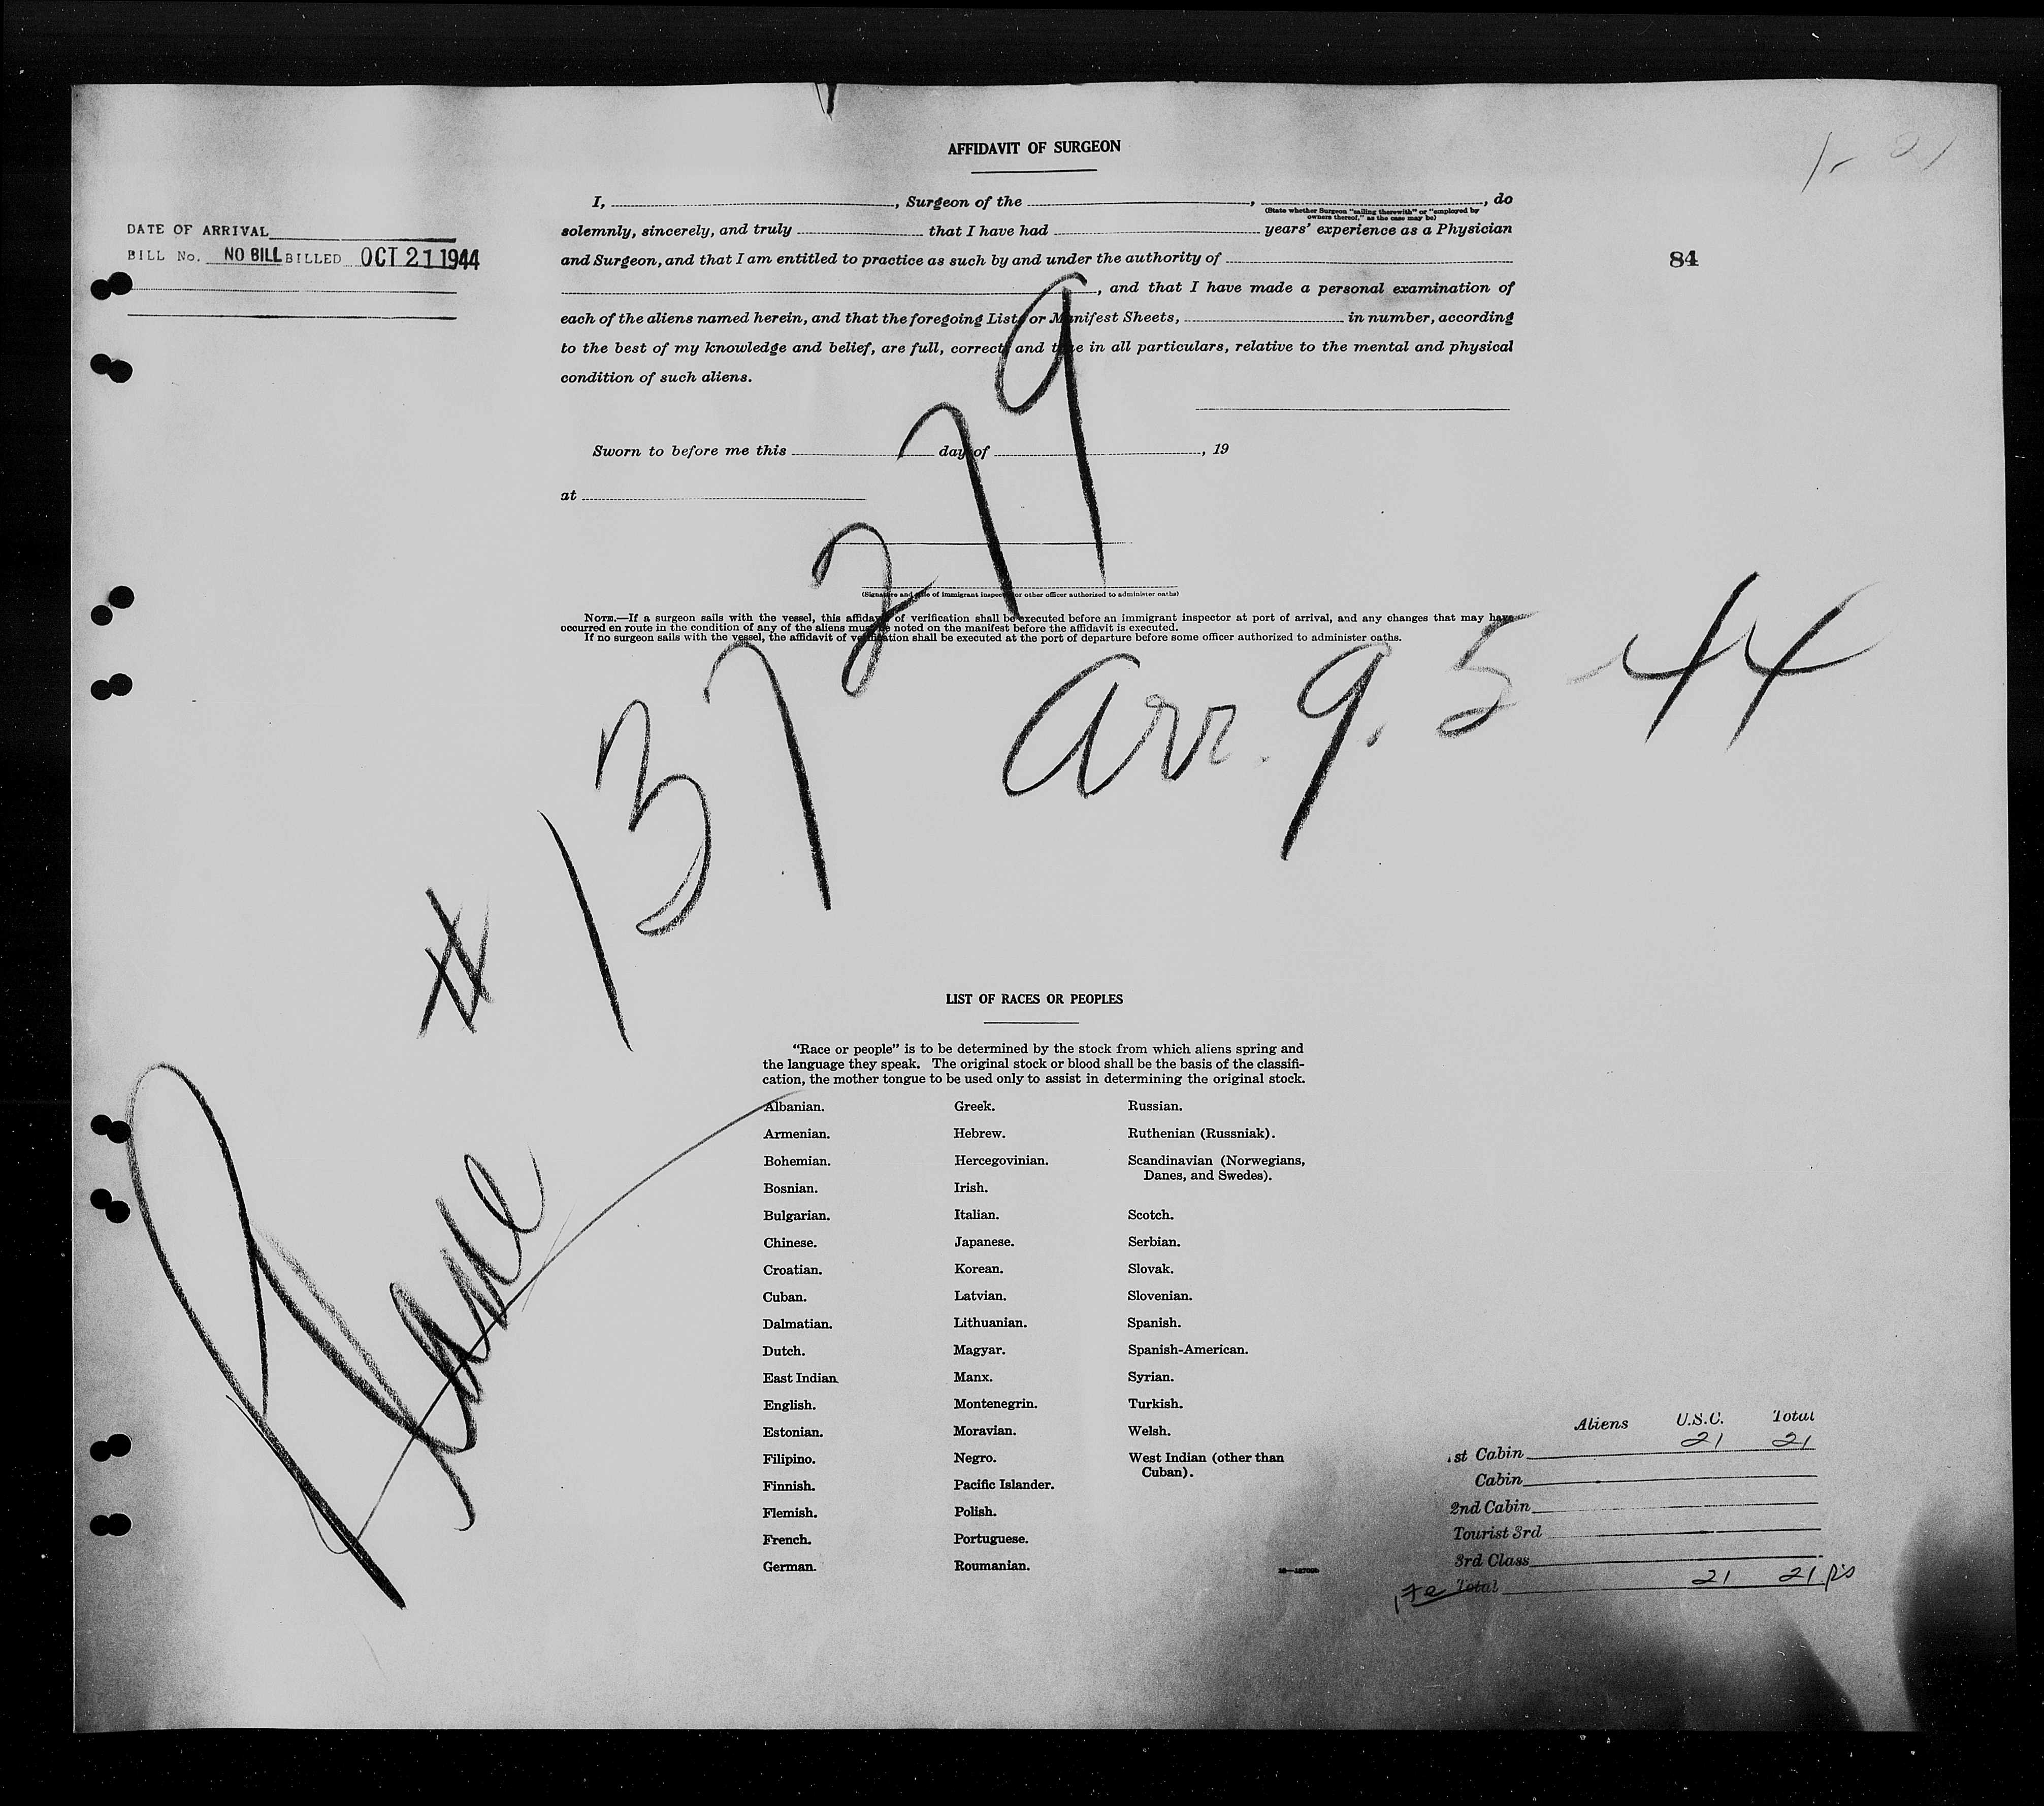 AFFIDAVIT OF SURGEON
I, , Surgeon of the , , do
(State whether Surgeon "sailing therewith" or "employed by
owners thereof," as the case may be)
solemnly, sincerely, and truly that I have had years' experience as a Physician
and Surgeon, and that I am entitled to practice as such by and under the authority of
, and that I have made a personal examination of
each of the aliens named herein, and that the foregoing Lists or Manifest Sheets, in number, according
to the best of my knowledge and belief, are full, correct, and true in all particulars, relative to the mental and physical
condition of such aliens.
DATE OF ARRIVAL
BILL No. NO BILL BILLED OCT 21 1944
84
Sworn to before me this day of , 19
at
(Signature and title of immigrant inspector or other officer authorized to administer oaths)
NOTE.—If a surgeon sails with the vessel, this affidavit of verification shall be executed before an immigrant inspector at port of arrival, and any changes that may have
occurred en route in the condition of any of the aliens must be noted on the manifest before the affidavit is executed.
If no surgeon sails with the vessel, the affidavit of verification shall be executed at the port of departure before some officer authorized to administer oaths.
Plane # 137279
arr. 9. 5 - 44
LIST OF RACES OR PEOPLES
"Race or people" is to be determined by the stock from which aliens spring and
the language they speak. The original stock or blood shall be the basis of the classifi-
cation, the mother tongue to be used only to assist in determining the original stock.
Albanian.
Armenian.
Bohemian.
Bosnian.
Bulgarian.
Chinese.
Croatian.
Cuban.
Dalmatian.
Dutch.
East Indian.
English.
Estonian.
Filipino.
Finnish.
Flemish.
French.
German.
Greek.
Hebrew.
Hercegovinian.
Irish.
Italian.
Japanese.
Korean.
Latvian.
Lithuanian.
Magyar.
Manx.
Montenegrin.
Moravian.
Negro.
Pacific Islander.
Polish.
Portuguese.
Roumanian.
Russian.
Ruthenian (Russniak).
Scandinavian (Norwegians,
Danes, and Swedes).
Scotch.
Serbian.
Slovak.
Slovenian.
Spanish.
Spanish-American.
Syrian.
Turkish.
Welsh.
West Indian (other than
Cuban).
Aliens U.S.C. Total
1st Cabin 21 21
Cabin
2nd Cabin
Tourist 3rd
3rd Class
Total 21 21